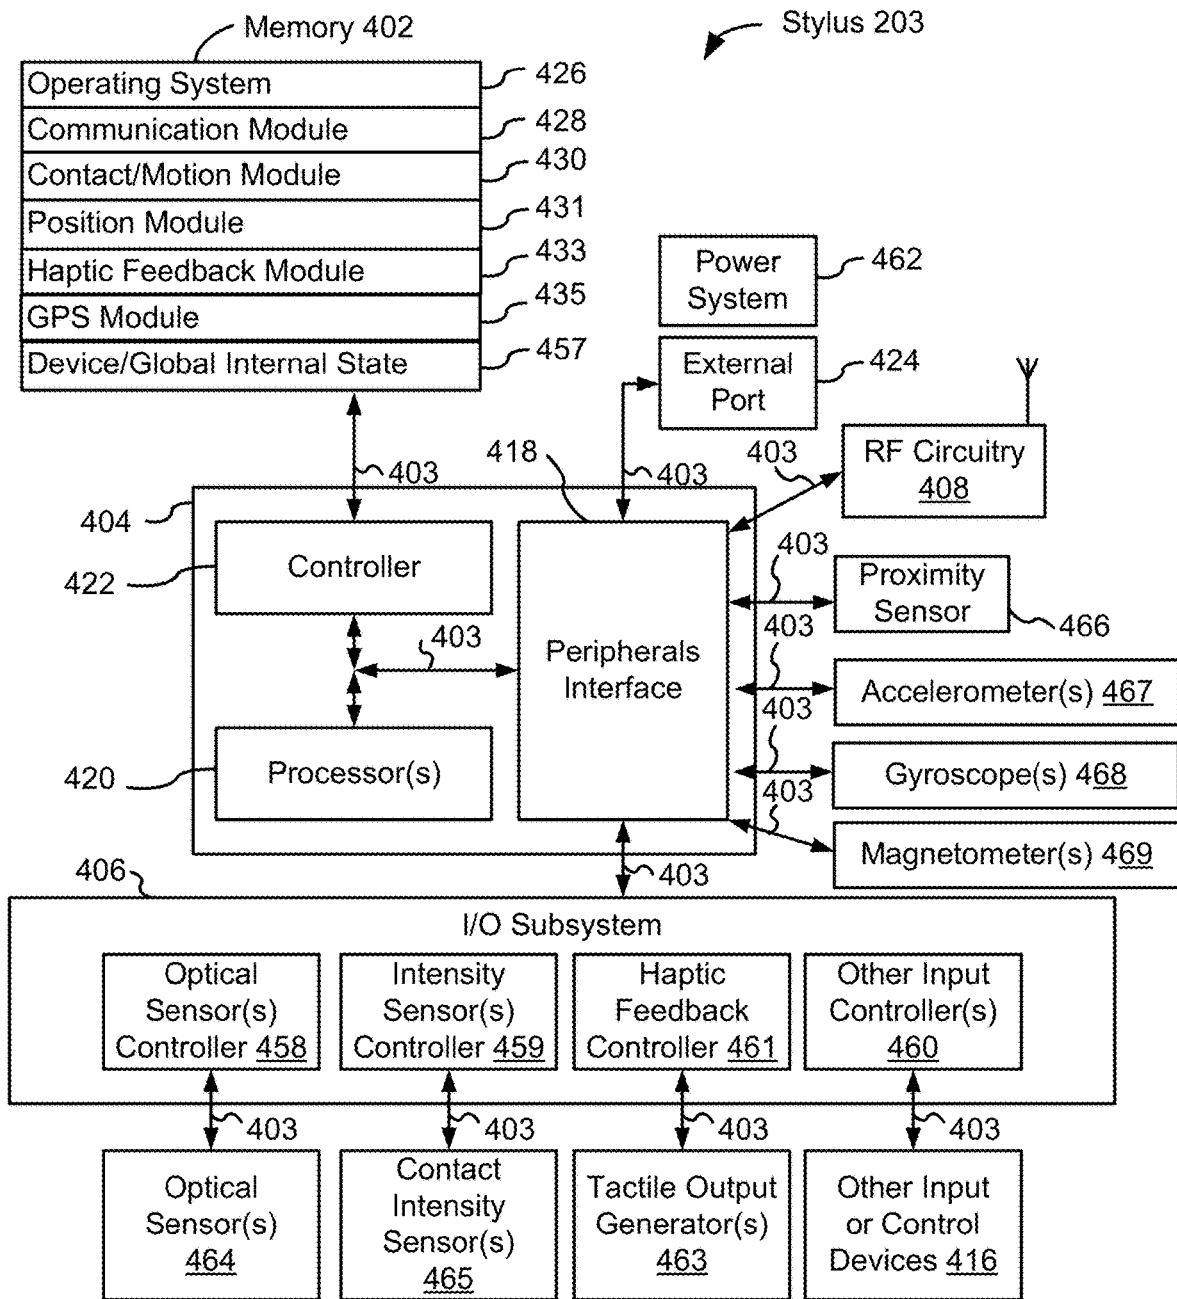 Memory 402
Stylus 203
Operating System
426
Communication Module
428
Contact/Motion Module
430
Position Module
431
Haptic Feedback Module
433
GPS Module
435
Device/Global Internal State
457
Power
System
462
External
Port
424
RF Circuitry
408
403
403
403
418
404
Controller
422
403
Peripherals
Interface
Processor(s)
420
403
Proximity
Sensor
466
403
Accelerometer(s) 467
403
Gyroscope(s) 468
403
Magnetometer(s) 469
403
406
I/O Subsystem
Optical
Sensor(s)
Controller 458
Intensity
Sensor(s)
Controller 459
Haptic
Feedback
Controller 461
Other Input
Controller(s)
460
403
403
403
403
Optical
Sensor(s)
464
Contact
Intensity
Sensor(s)
465
Tactile Output
Generator(s)
463
Other Input
or Control
Devices 416